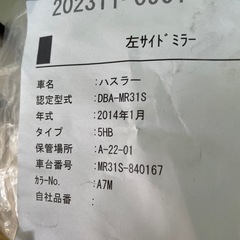 左サイドミラー
車名：ハスラー
認定型式：DBA-MR31S
年式：2014年1月
タイプ：5HB
保管場所：A-22-01
車台番号：MR31S-840167
ｶﾗｰNo.：A7M
自社品番：